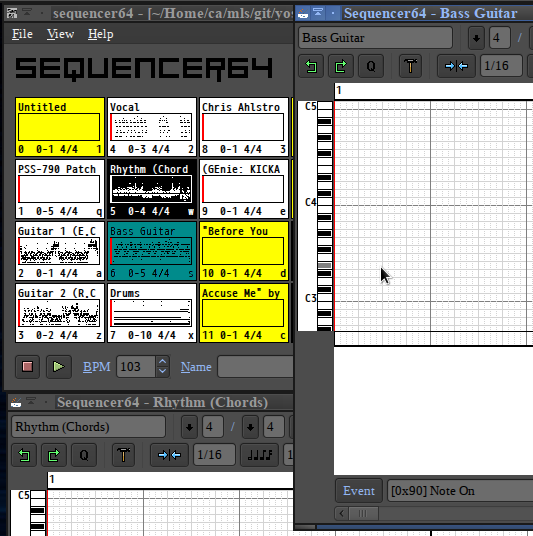 sequencer64 - [~/Home/ca/mls/git/yos
File View Help
SEQUENCER64
Untitled
0 0-1 4/4 1
Vocal
4 0-3 4/4 2
Chris Ahlstro
8 0-1 4/4 3
PSS-790 Patch
1 0-5 4/4 q
Rhythm (Chord
5 0-4 4/4 w
(GEnie: KICKA
9 0-1 4/4 e
Guitar 1 (E.C
2 0-1 4/4 a
Bass Guitar
6 0-5 4/4 s
"Before You
10 0-1 4/4 d
Guitar 2 (R.C
3 0-2 4/4 z
Drums
7 0-10 4/4 x
Accuse Me" by
11 0-1 4/4 c
BPM 103 Name
Sequencer64 - Rhythm (Chords)
Rhythm (Chords) 4 / 4
Q T 1/16 1
1
C5
Sequencer64 - Bass Guitar
Bass Guitar 4 /
Q T 1/16
1
C5
C4
C3
Event [0x90] Note On